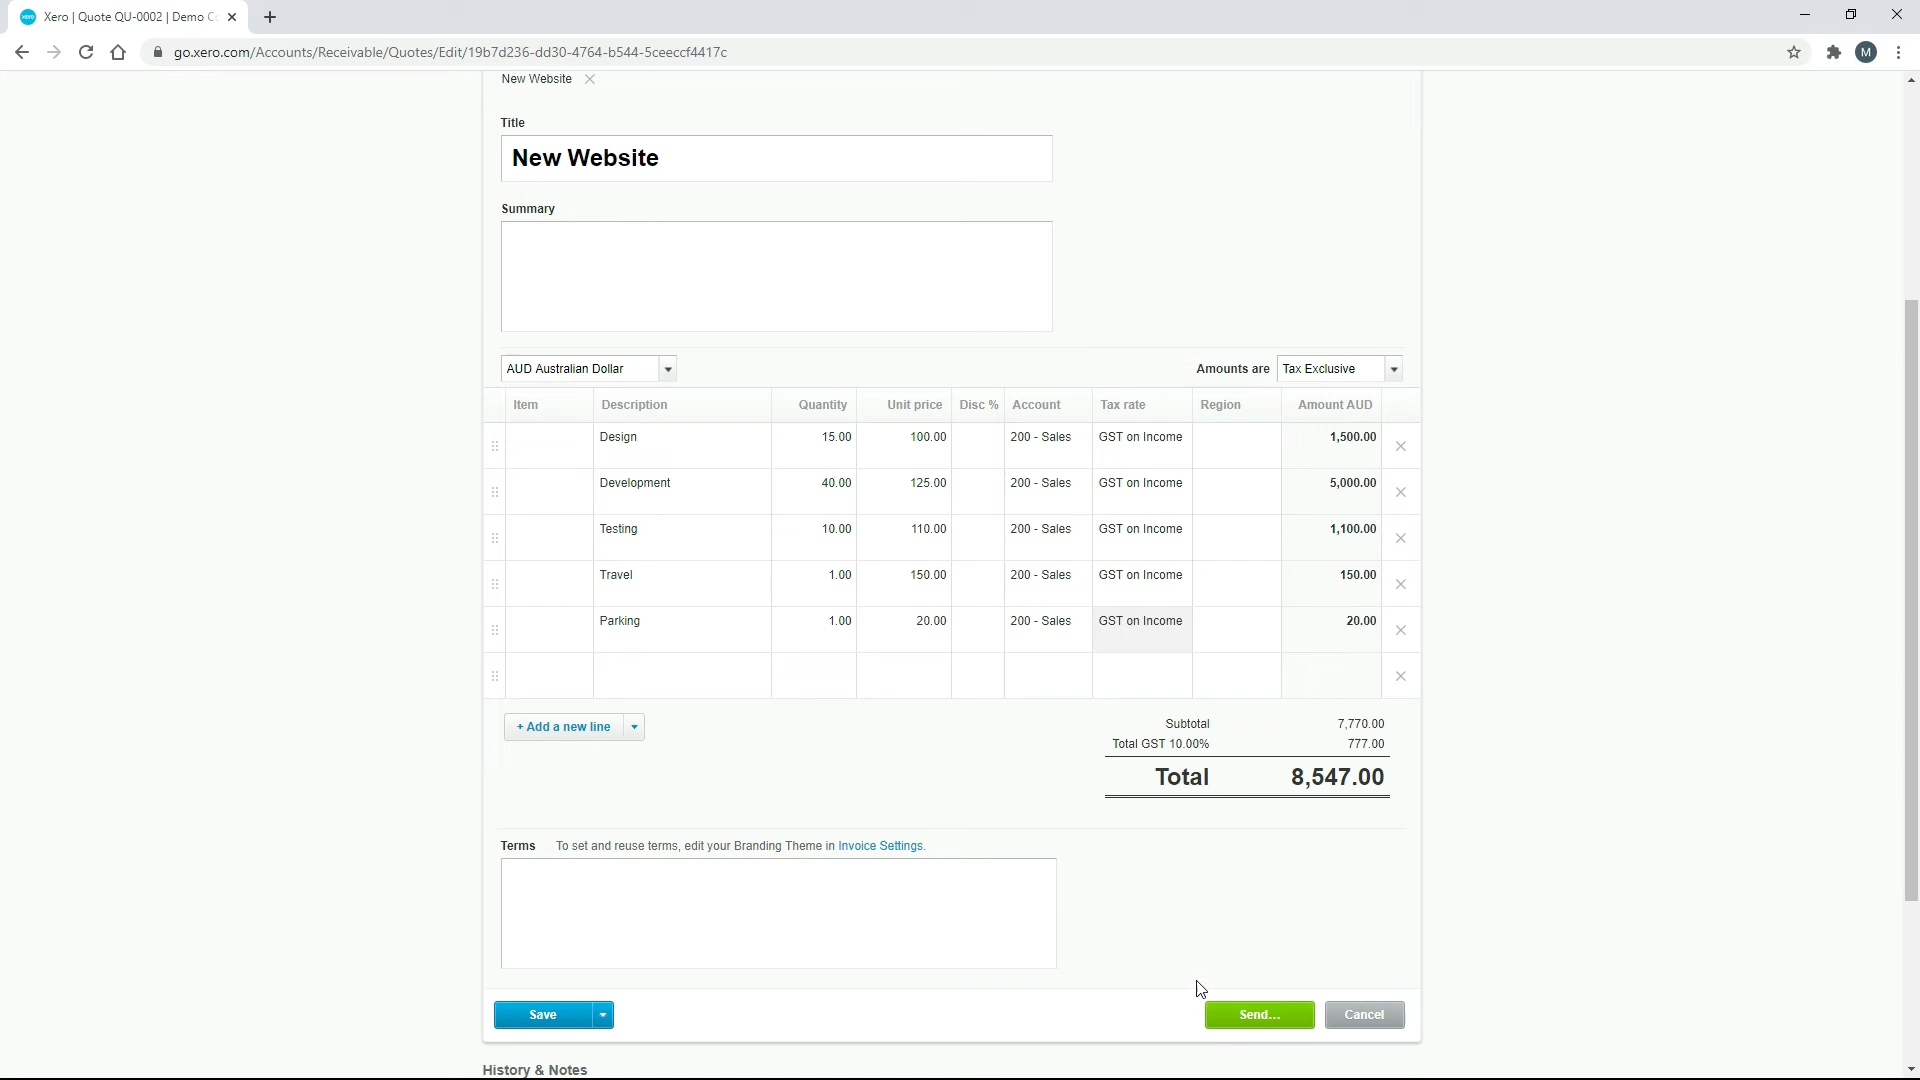 Xero | Quote QU-0002 | Demo C
go.xero.com/Accounts/Receivable/Quotes/Edit/19b7d236-dd30-4764-b544-5ceeccf4417c
M
New Website
Title
New Website
Summary
AUD Australian Dollar
Amounts are Tax Exclusive
Item Description Quantity Unit price Disc % Account Tax rate Region Amount AUD
Design 15.00 100.00 200 - Sales GST on Income 1,500.00
Development 40.00 125.00 200 - Sales GST on Income 5,000.00
Testing 10.00 110.00 200 - Sales GST on Income 1,100.00
Travel 1.00 150.00 200 - Sales GST on Income 150.00
Parking 1.00 20.00 200 - Sales GST on Income 20.00
+ Add a new line
Subtotal 7,770.00
Total GST 10.00% 777.00
Total 8,547.00
Terms To set and reuse terms, edit your Branding Theme in Invoice Settings.
Save Send... Cancel
History & Notes